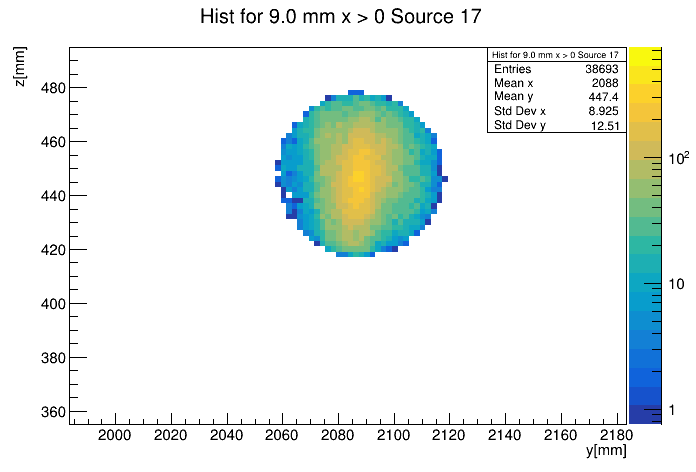 Hist for 9.0 mm x > 0 Source 17
z[mm]
Hist for 9.0 mm x > 0 Source 17
Entries 38693
Mean x 2088
Mean y 447.4
Std Dev x 8.925
Std Dev y 12.51
480
460
440
420
400
380
360
10²
10
1
2000 2020 2040 2060 2080 2100 2120 2140 2160 2180
y[mm]